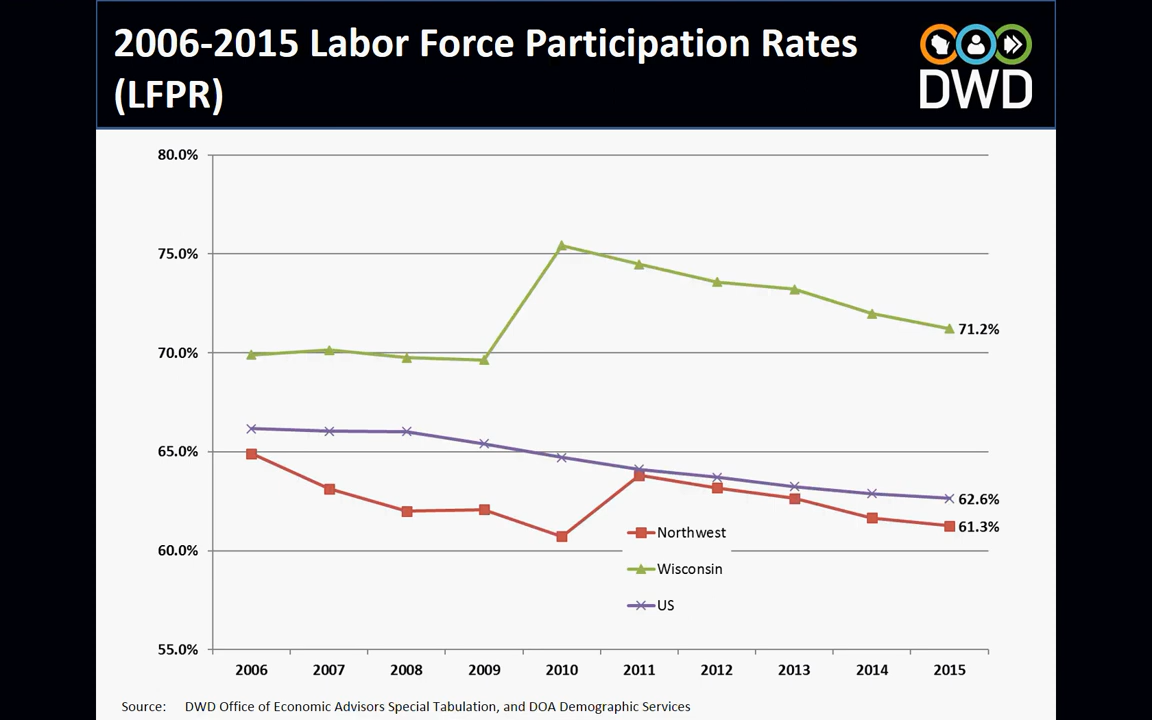 2006-2015 Labor Force Participation Rates
(LFPR)
DWD
80.0%
75.0%
70.0%
65.0%
60.0%
55.0%
71.2%
62.6%
61.3%
Northwest
Wisconsin
US
2006 2007 2008 2009 2010 2011 2012 2013 2014 2015
Source: DWD Office of Economic Advisors Special Tabulation, and DOA Demographic Services